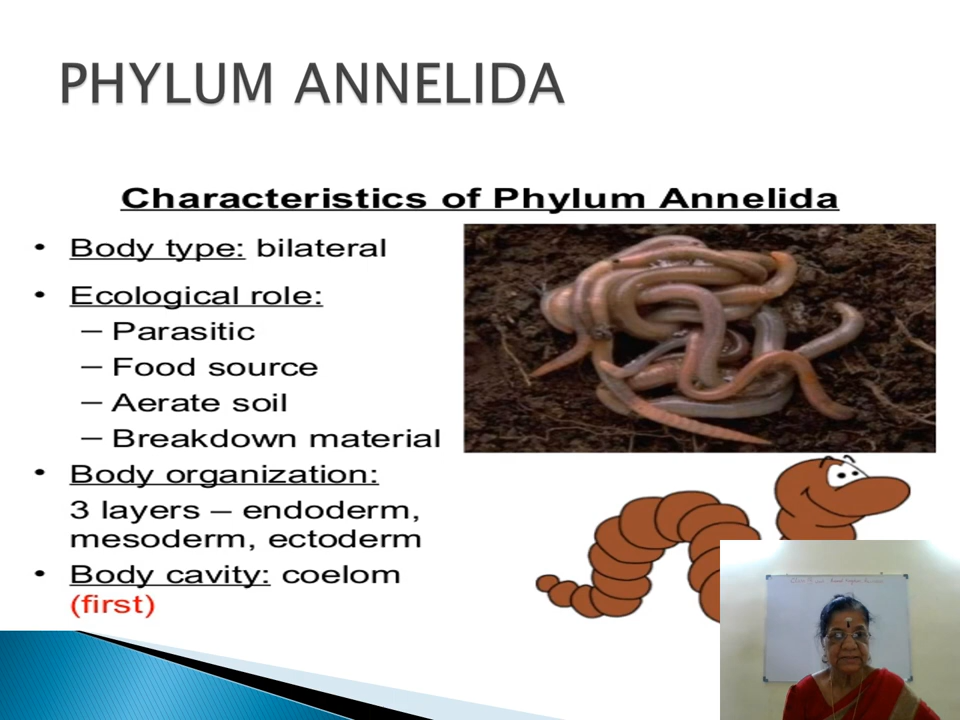 PHYLUM ANNELIDA
Characteristics of Phylum Annelida
• Body type: bilateral
• Ecological role:
– Parasitic
– Food source
– Aerate soil
– Breakdown material
• Body organization:
3 layers – endoderm,
mesoderm, ectoderm
• Body cavity: coelom
(first)